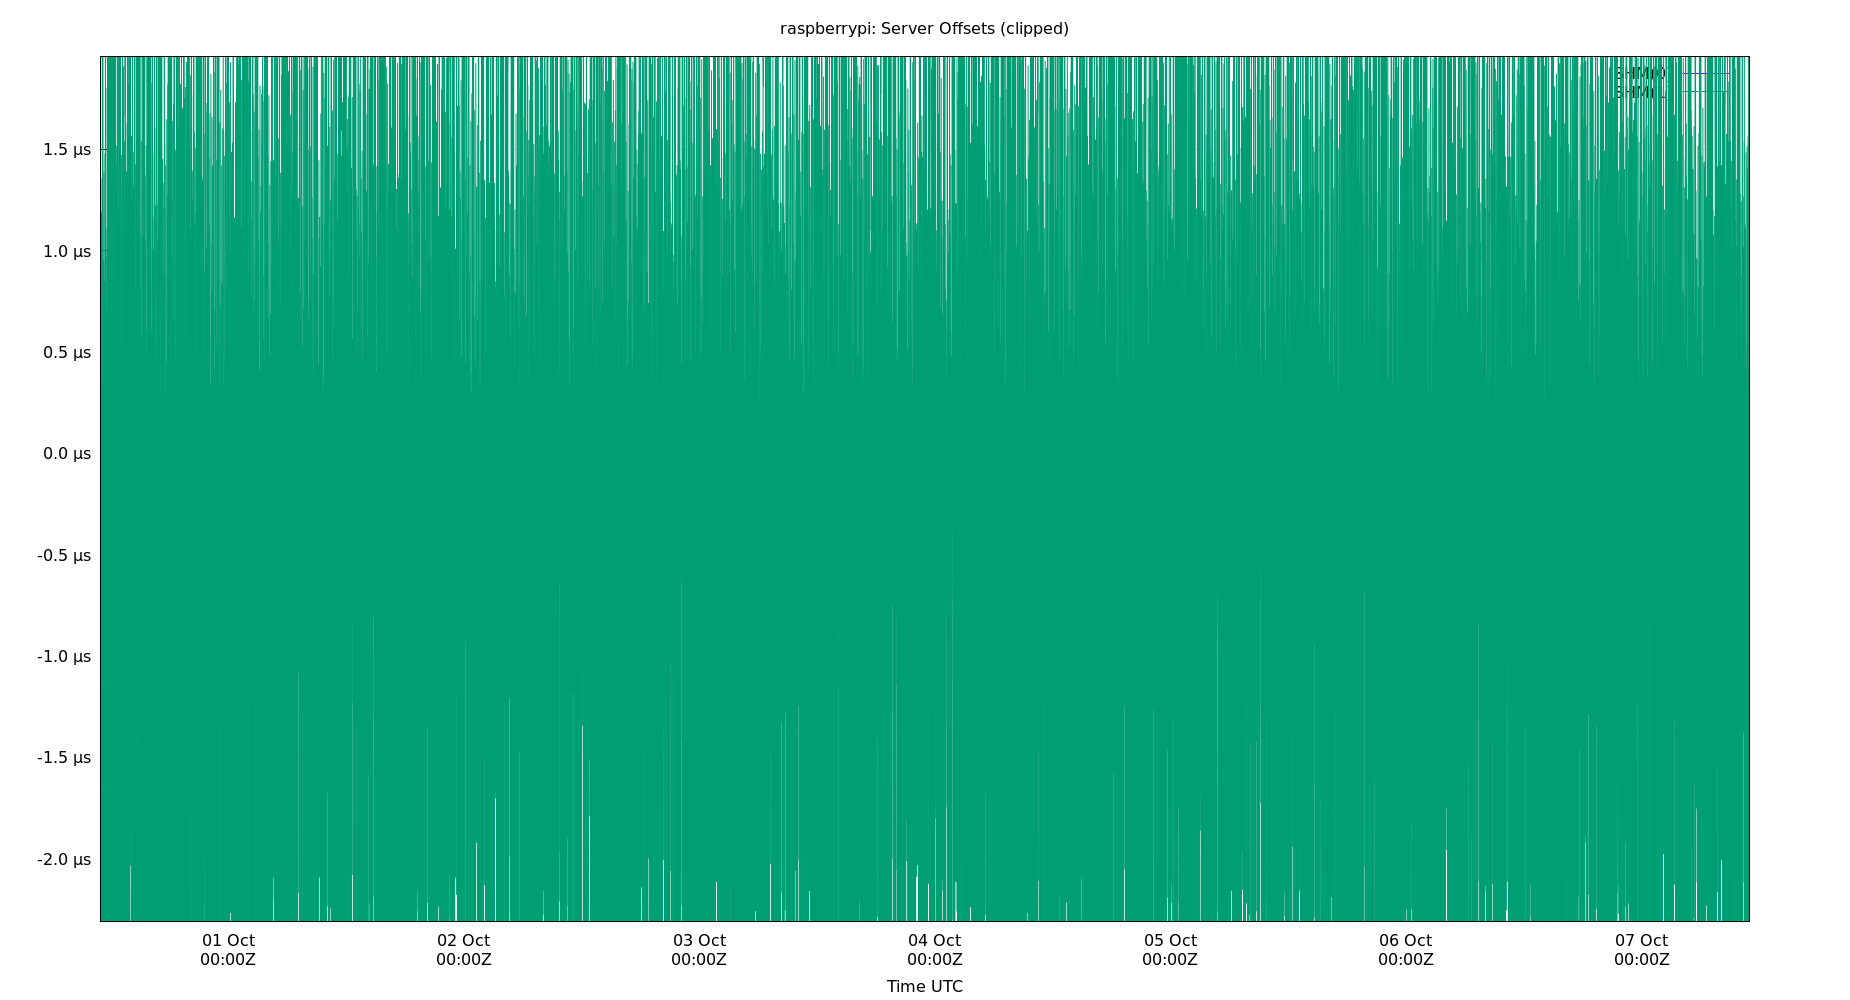 raspberrypi: Server Offsets (clipped)
1.5 µs
1.0 µs
0.5 µs
0.0 µs
-0.5 µs
-1.0 µs
-1.5 µs
-2.0 µs
01 Oct 02 Oct 03 Oct 04 Oct 05 Oct 06 Oct 07 Oct
00:00Z 00:00Z 00:00Z 00:00Z 00:00Z 00:00Z 00:00Z
Time UTC